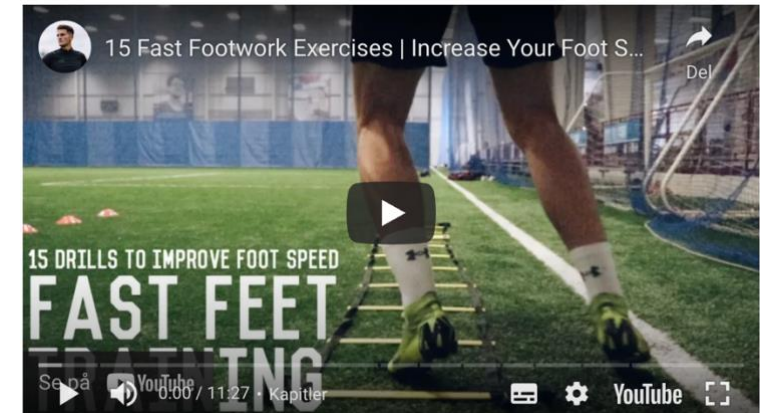 15 Fast Footwork Exercises | Increase Your Foot S...
Del
15 DRILLS TO IMPROVE FOOT SPEED
FAST FEET
TRAINING
Se på YouTube
0:00 / 11:27 • Kapitler
YouTube